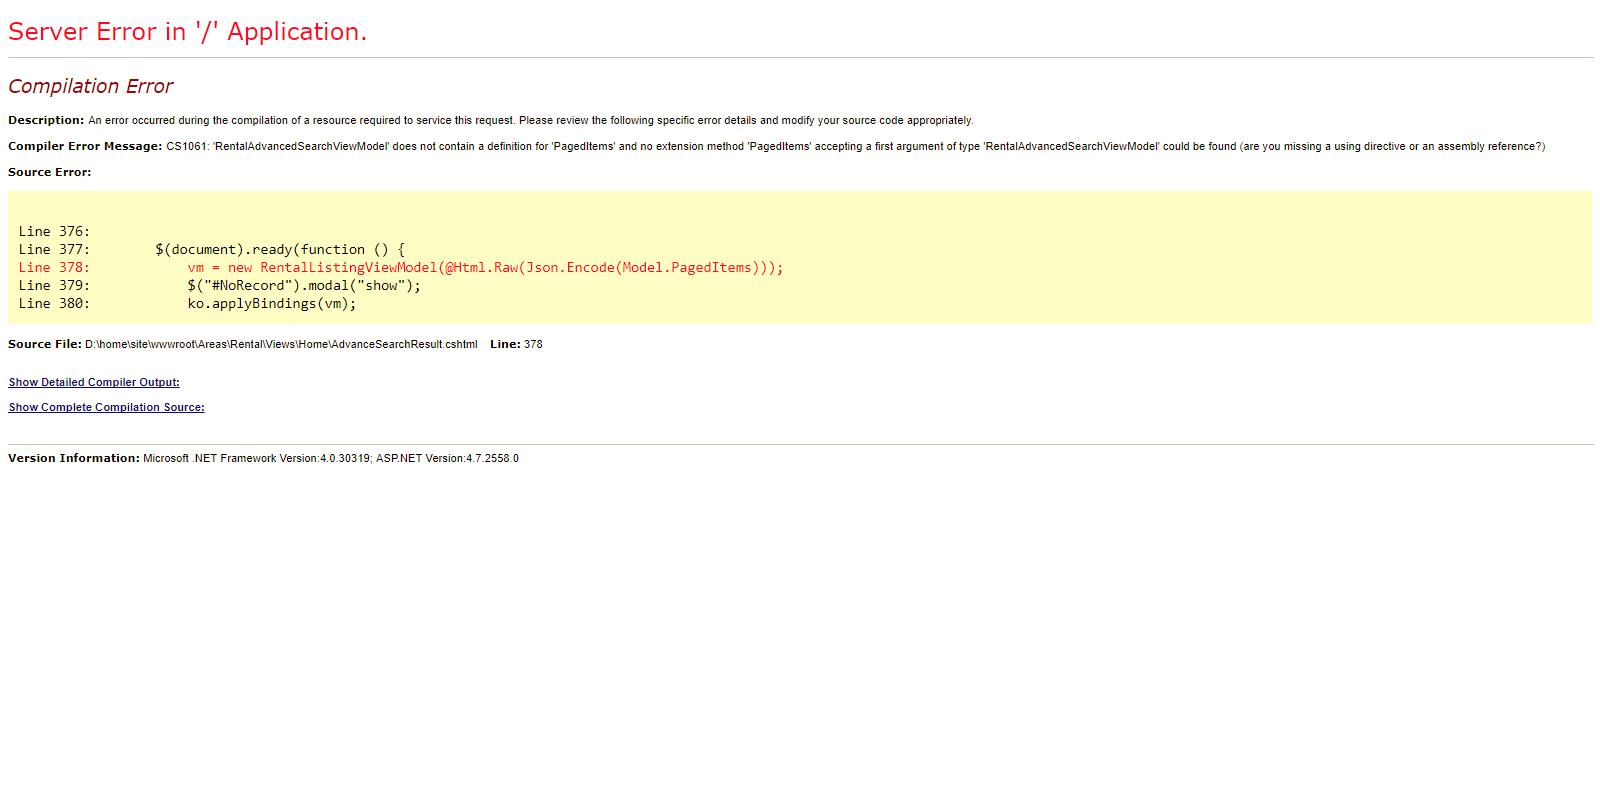 Server Error in '/' Application.
Compilation Error
Description: An error occurred during the compilation of a resource required to service this request. Please review the following specific error details and modify your source code appropriately.
Compiler Error Message: CS1061: 'RentalAdvancedSearchViewModel' does not contain a definition for 'PagedItems' and no extension method 'PagedItems' accepting a first argument of type 'RentalAdvancedSearchViewModel' could be found (are you missing a using directive or an assembly reference?)
Source Error:
Line 376:
Line 377:        $(document).ready(function () {
Line 378:            vm = new RentalListingViewModel(@Html.Raw(Json.Encode(Model.PagedItems)));
Line 379:            $("#NoRecord").modal("show");
Line 380:            ko.applyBindings(vm);
Source File: D:\home\site\wwwroot\Areas\Rental\Views\Home\AdvanceSearchResult.cshtml    Line: 378
Show Detailed Compiler Output:
Show Complete Compilation Source:
Version Information: Microsoft .NET Framework Version:4.0.30319; ASP.NET Version:4.7.2558.0